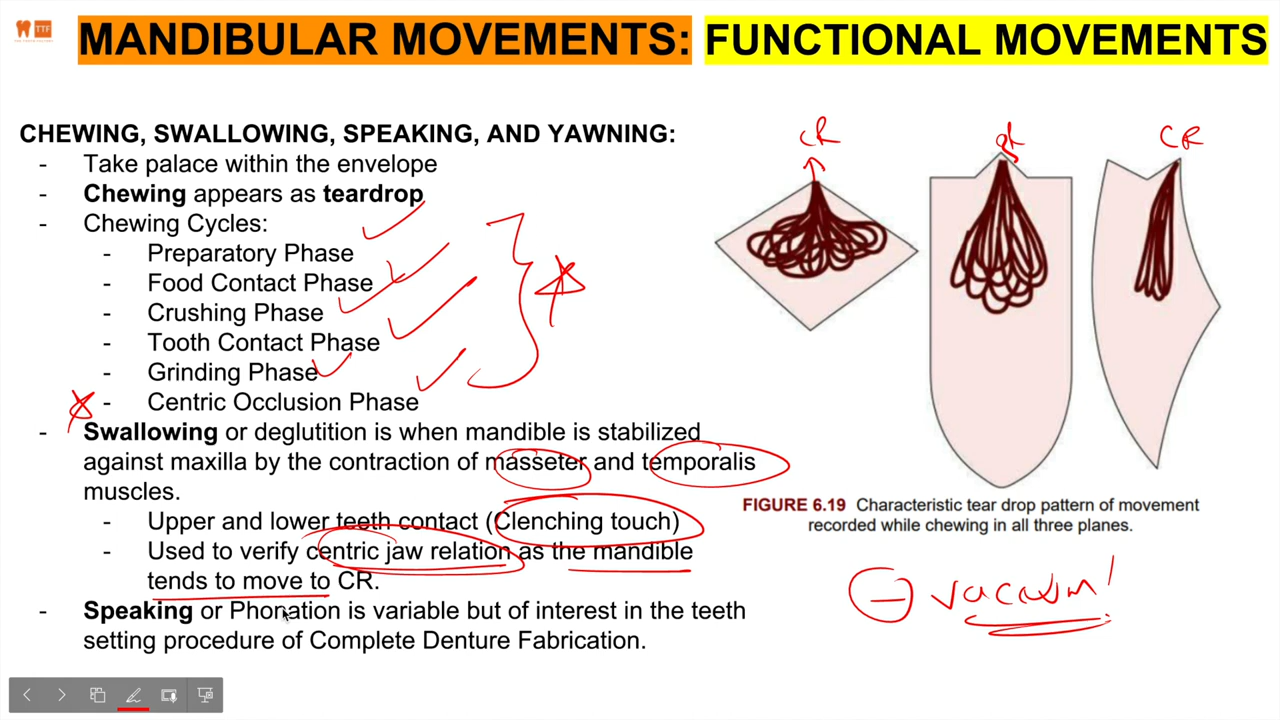 TTF
MANDIBULAR MOVEMENTS: FUNCTIONAL MOVEMENTS
CHEWING, SWALLOWING, SPEAKING, AND YAWNING:
- Take palace within the envelope
- Chewing appears as teardrop
- Chewing Cycles:
- Preparatory Phase
- Food Contact Phase
- Crushing Phase
- Tooth Contact Phase
- Grinding Phase
- Centric Occlusion Phase
- Swallowing or deglutition is when mandible is stabilized
against maxilla by the contraction of masseter and temporalis
muscles.
- Upper and lower teeth contact (Clenching touch)
- Used to verify centric jaw relation as the mandible
tends to move to CR.
- Speaking or Phonation is variable but of interest in the teeth
setting procedure of Complete Denture Fabrication.
CR
CR
FIGURE 6.19 Characteristic tear drop pattern of movement
recorded while chewing in all three planes.